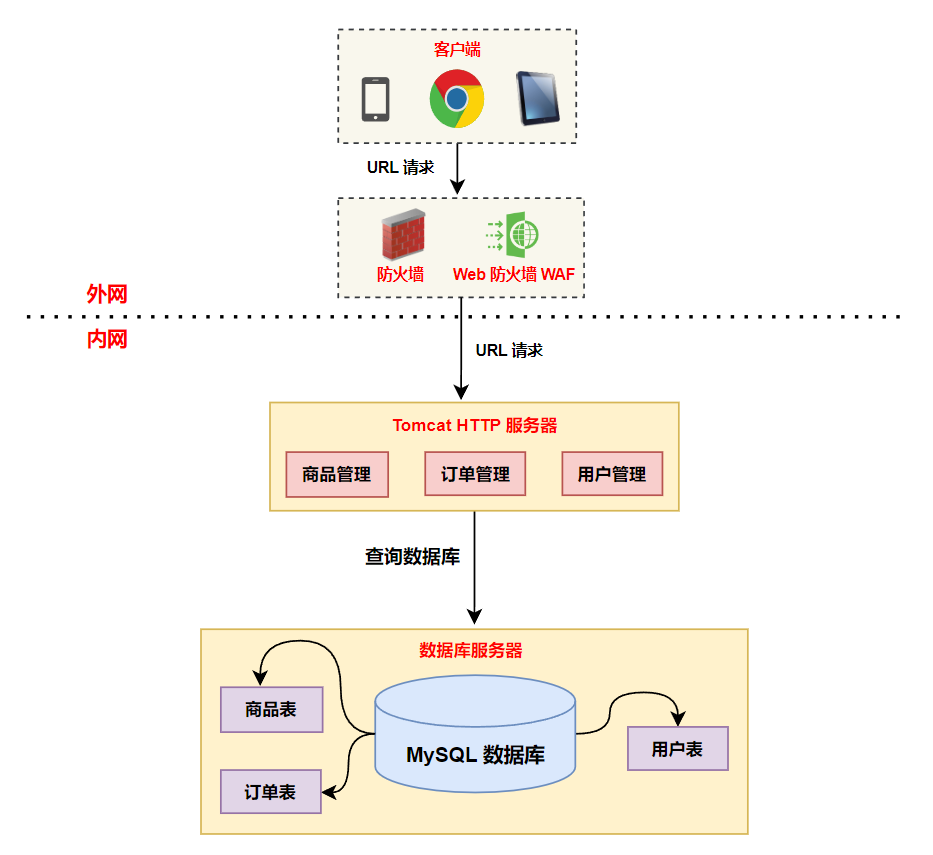 客户端
URL 请求
防火墙
Web 防火墙 WAF
外网
内网
URL 请求
Tomcat HTTP 服务器
商品管理
订单管理
用户管理
查询数据库
数据库服务器
商品表
MySQL 数据库
用户表
订单表